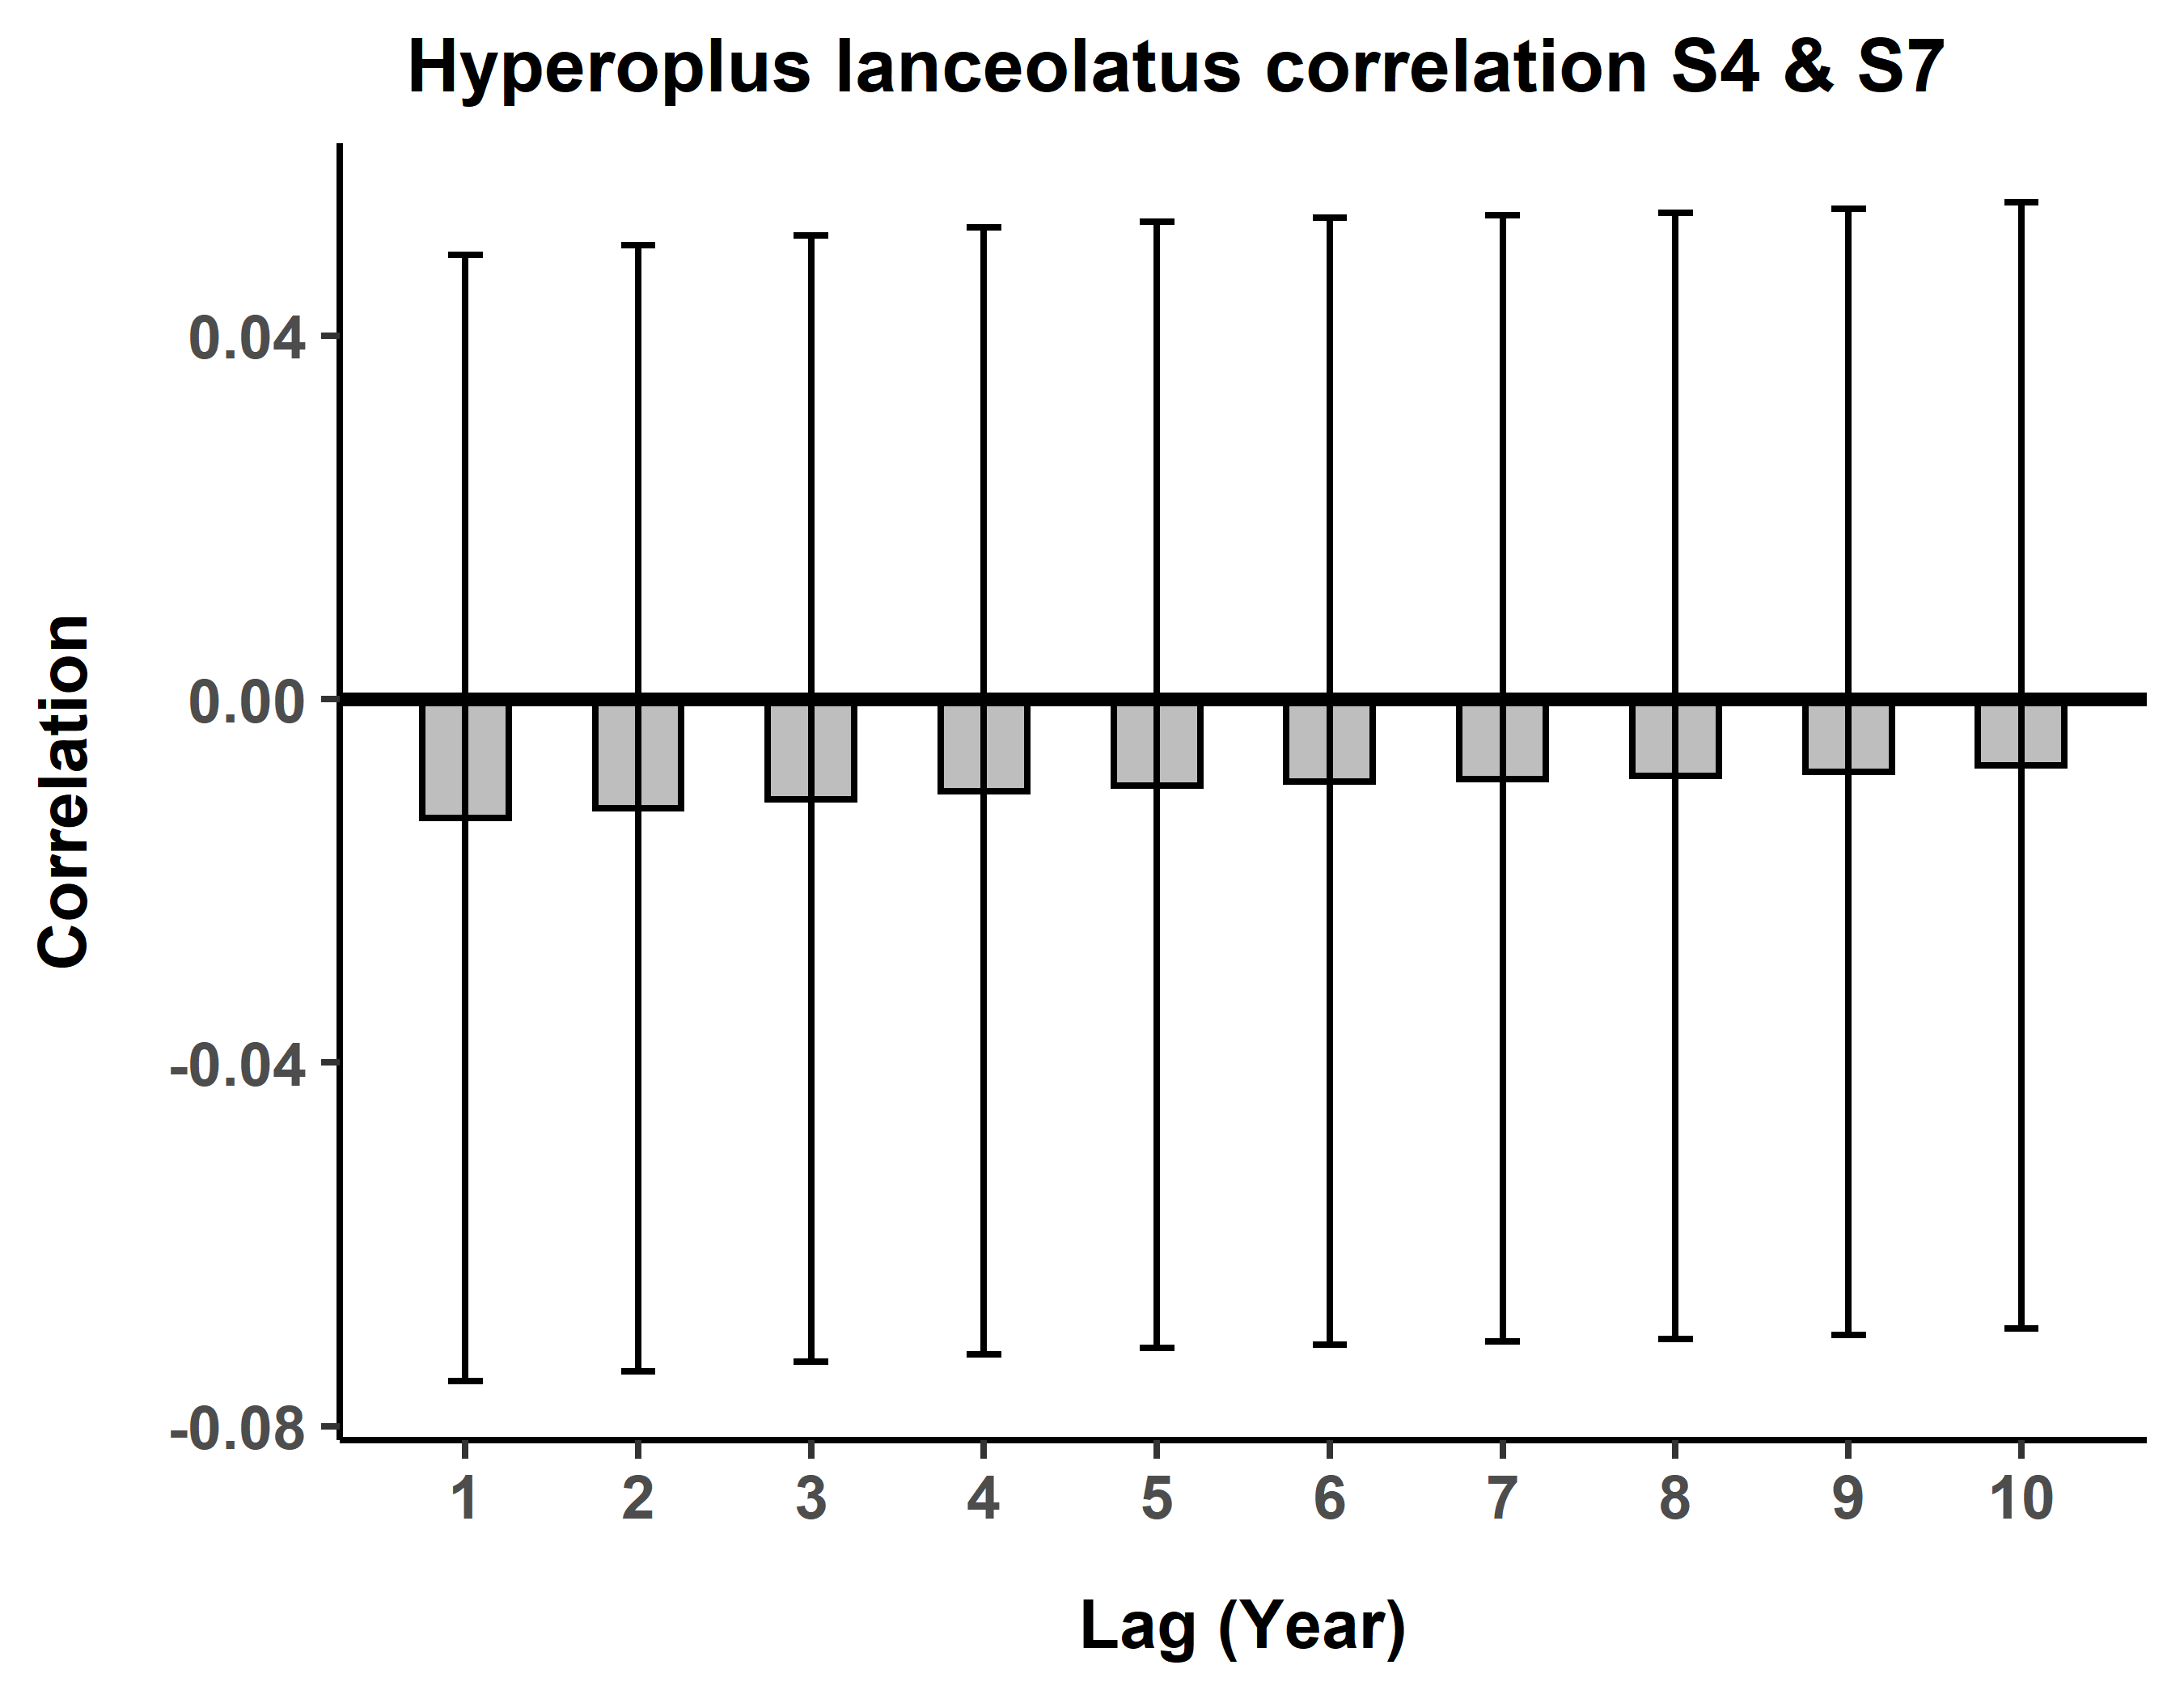 Hyperoplus lanceolatus correlation S4 & S7
0.04
0.00
-0.04
-0.08
Correlation
1 2 3 4 5 6 7 8 9 10
Lag (Year)